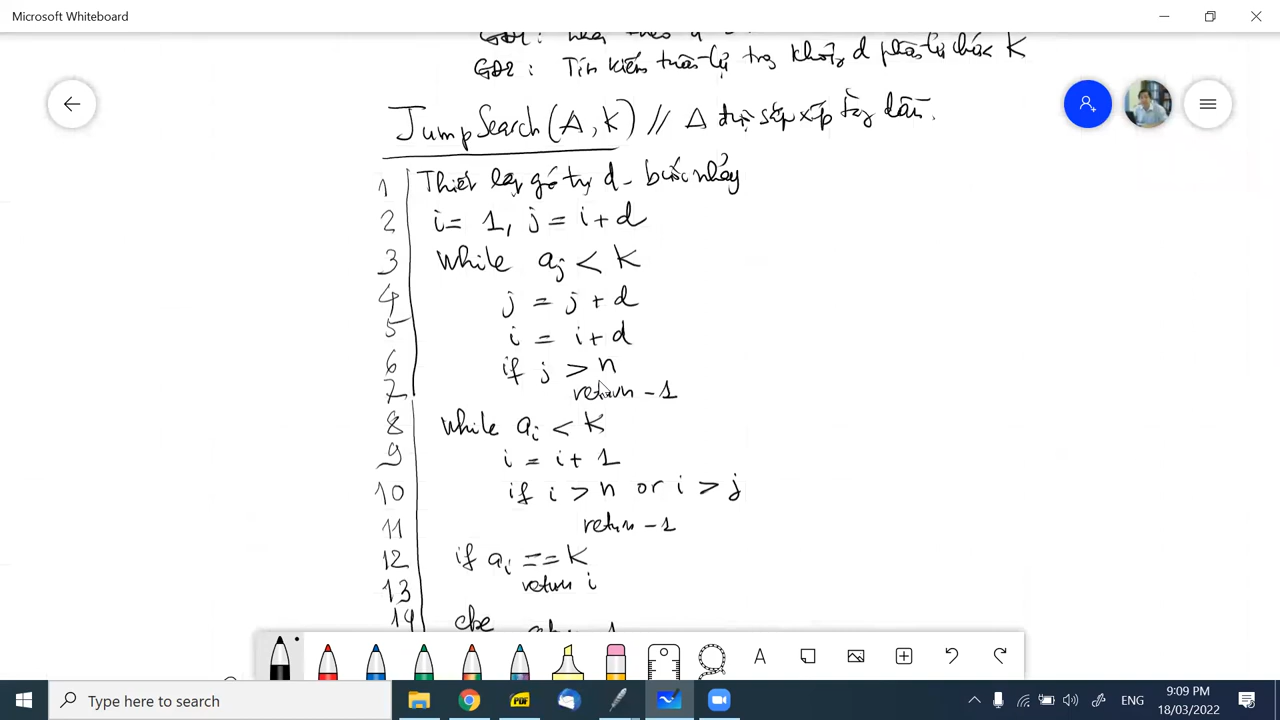 Microsoft Whiteboard
GĐ2 : Tìm kiếm tuần tự trg khoảng d phần tử chứa K
JumpSearch(A, K) // A được sắp xếp tăng dần.
1 Thiết lập giá trị d - bước nhảy
2 i = 1, j = i + d
3 While aj < K
4 j = j + d
5 i = i + d
6 if j > n
7 return -1
8 While ai < K
9 i = i + 1
10 if i > n or i > j
11 return -1
12 if ai == K
13 return i
14 else
Type here to search
PDF
ENG
9:09 PM
18/03/2022